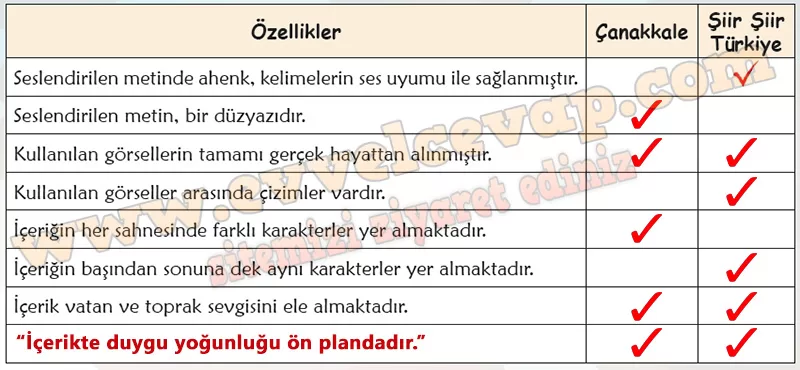 Özellikler Çanakkale Şiir Şiir
Türkiye
Seslendirilen metinde ahenk, kelimelerin ses uyumu ile sağlanmıştır.
Seslendirilen metin, bir düzyazıdır.
Kullanılan görsellerin tamamı gerçek hayattan alınmıştır.
Kullanılan görseller arasında çizimler vardır.
İçeriğin her sahnesinde farklı karakterler yer almaktadır.
İçeriğin başından sonuna dek aynı karakterler yer almaktadır.
İçerik vatan ve toprak sevgisini ele almaktadır.
“İçerikte duygu yoğunluğu ön plandadır.”
www.evvelcevap.com
sitemizi ziyaret ediniz